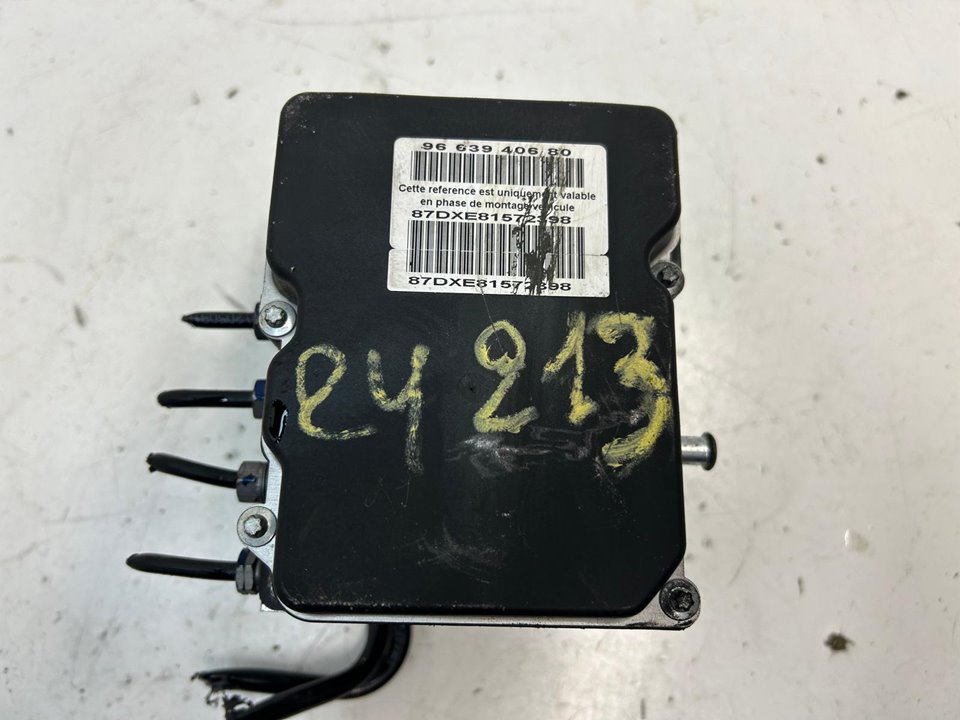 96 639 406 80
Cette reference est uniquement valable
en phase de montage vehicule
87DXE81572398
87DXE81572398
e4 213